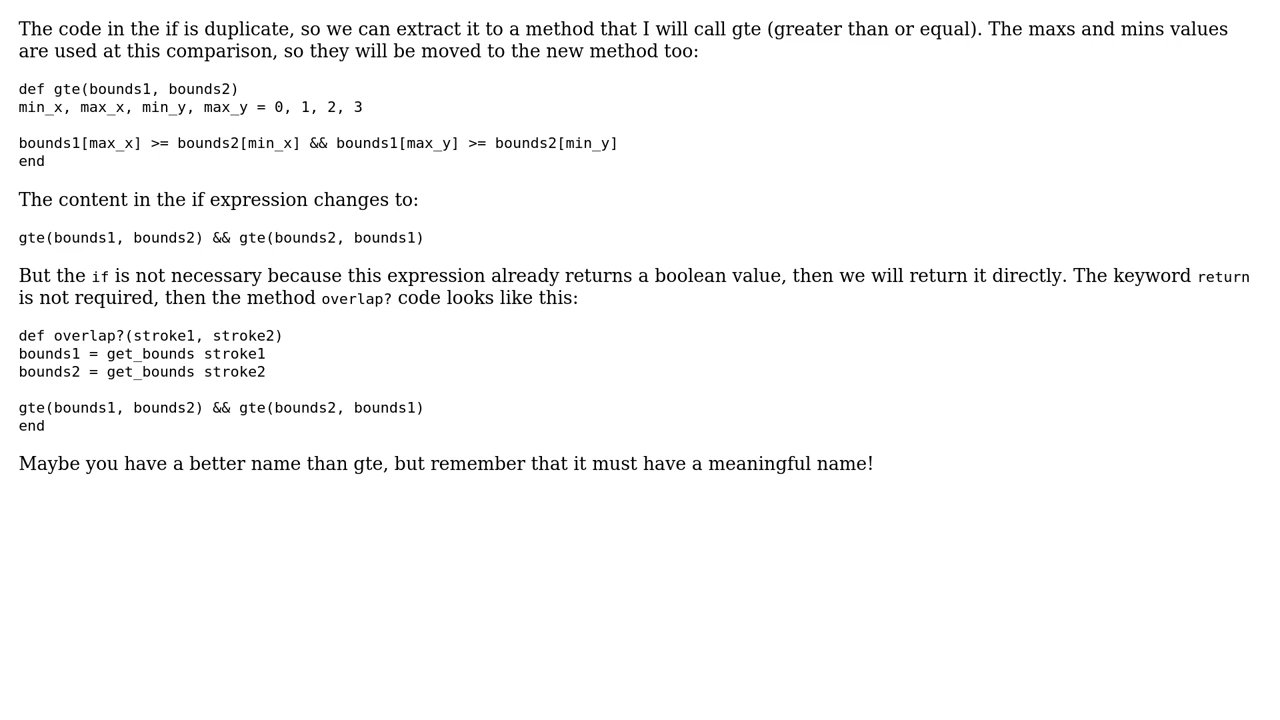 The code in the if is duplicate, so we can extract it to a method that I will call gte (greater than or equal). The maxs and mins values
are used at this comparison, so they will be moved to the new method too:
def gte(bounds1, bounds2)
min_x, max_x, min_y, max_y = 0, 1, 2, 3
bounds1[max_x] >= bounds2[min_x] && bounds1[max_y] >= bounds2[min_y]
end
The content in the if expression changes to:
gte(bounds1, bounds2) && gte(bounds2, bounds1)
But the if is not necessary because this expression already returns a boolean value, then we will return it directly. The keyword return
is not required, then the method overlap? code looks like this:
def overlap?(stroke1, stroke2)
bounds1 = get_bounds stroke1
bounds2 = get_bounds stroke2
gte(bounds1, bounds2) && gte(bounds2, bounds1)
end
Maybe you have a better name than gte, but remember that it must have a meaningful name!